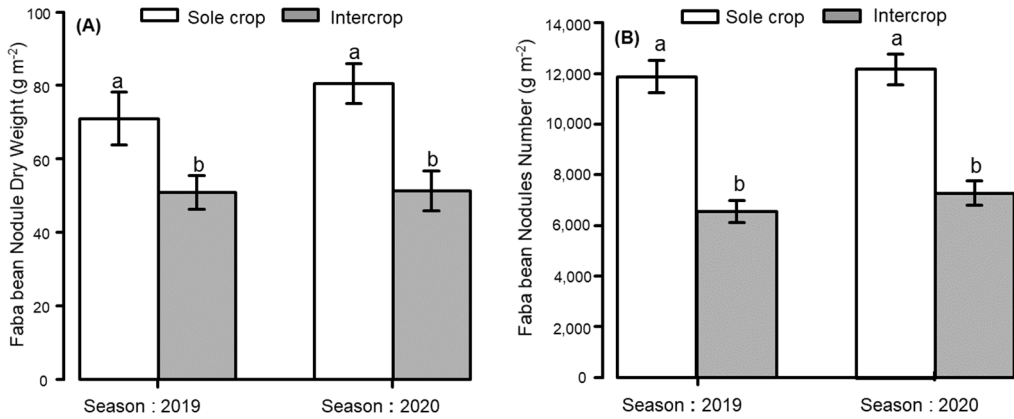 (A)
Sole crop
Intercrop
Faba bean Nodule Dry Weight (g m-2)
100
80
60
40
20
0
a
b
a
b
Season : 2019
Season : 2020
(B)
Sole crop
Intercrop
Faba bean Nodules Number (g m-2)
14,000
12,000
10,000
8,000
6,000
4,000
2,000
0
a
b
a
b
Season : 2019
Season : 2020